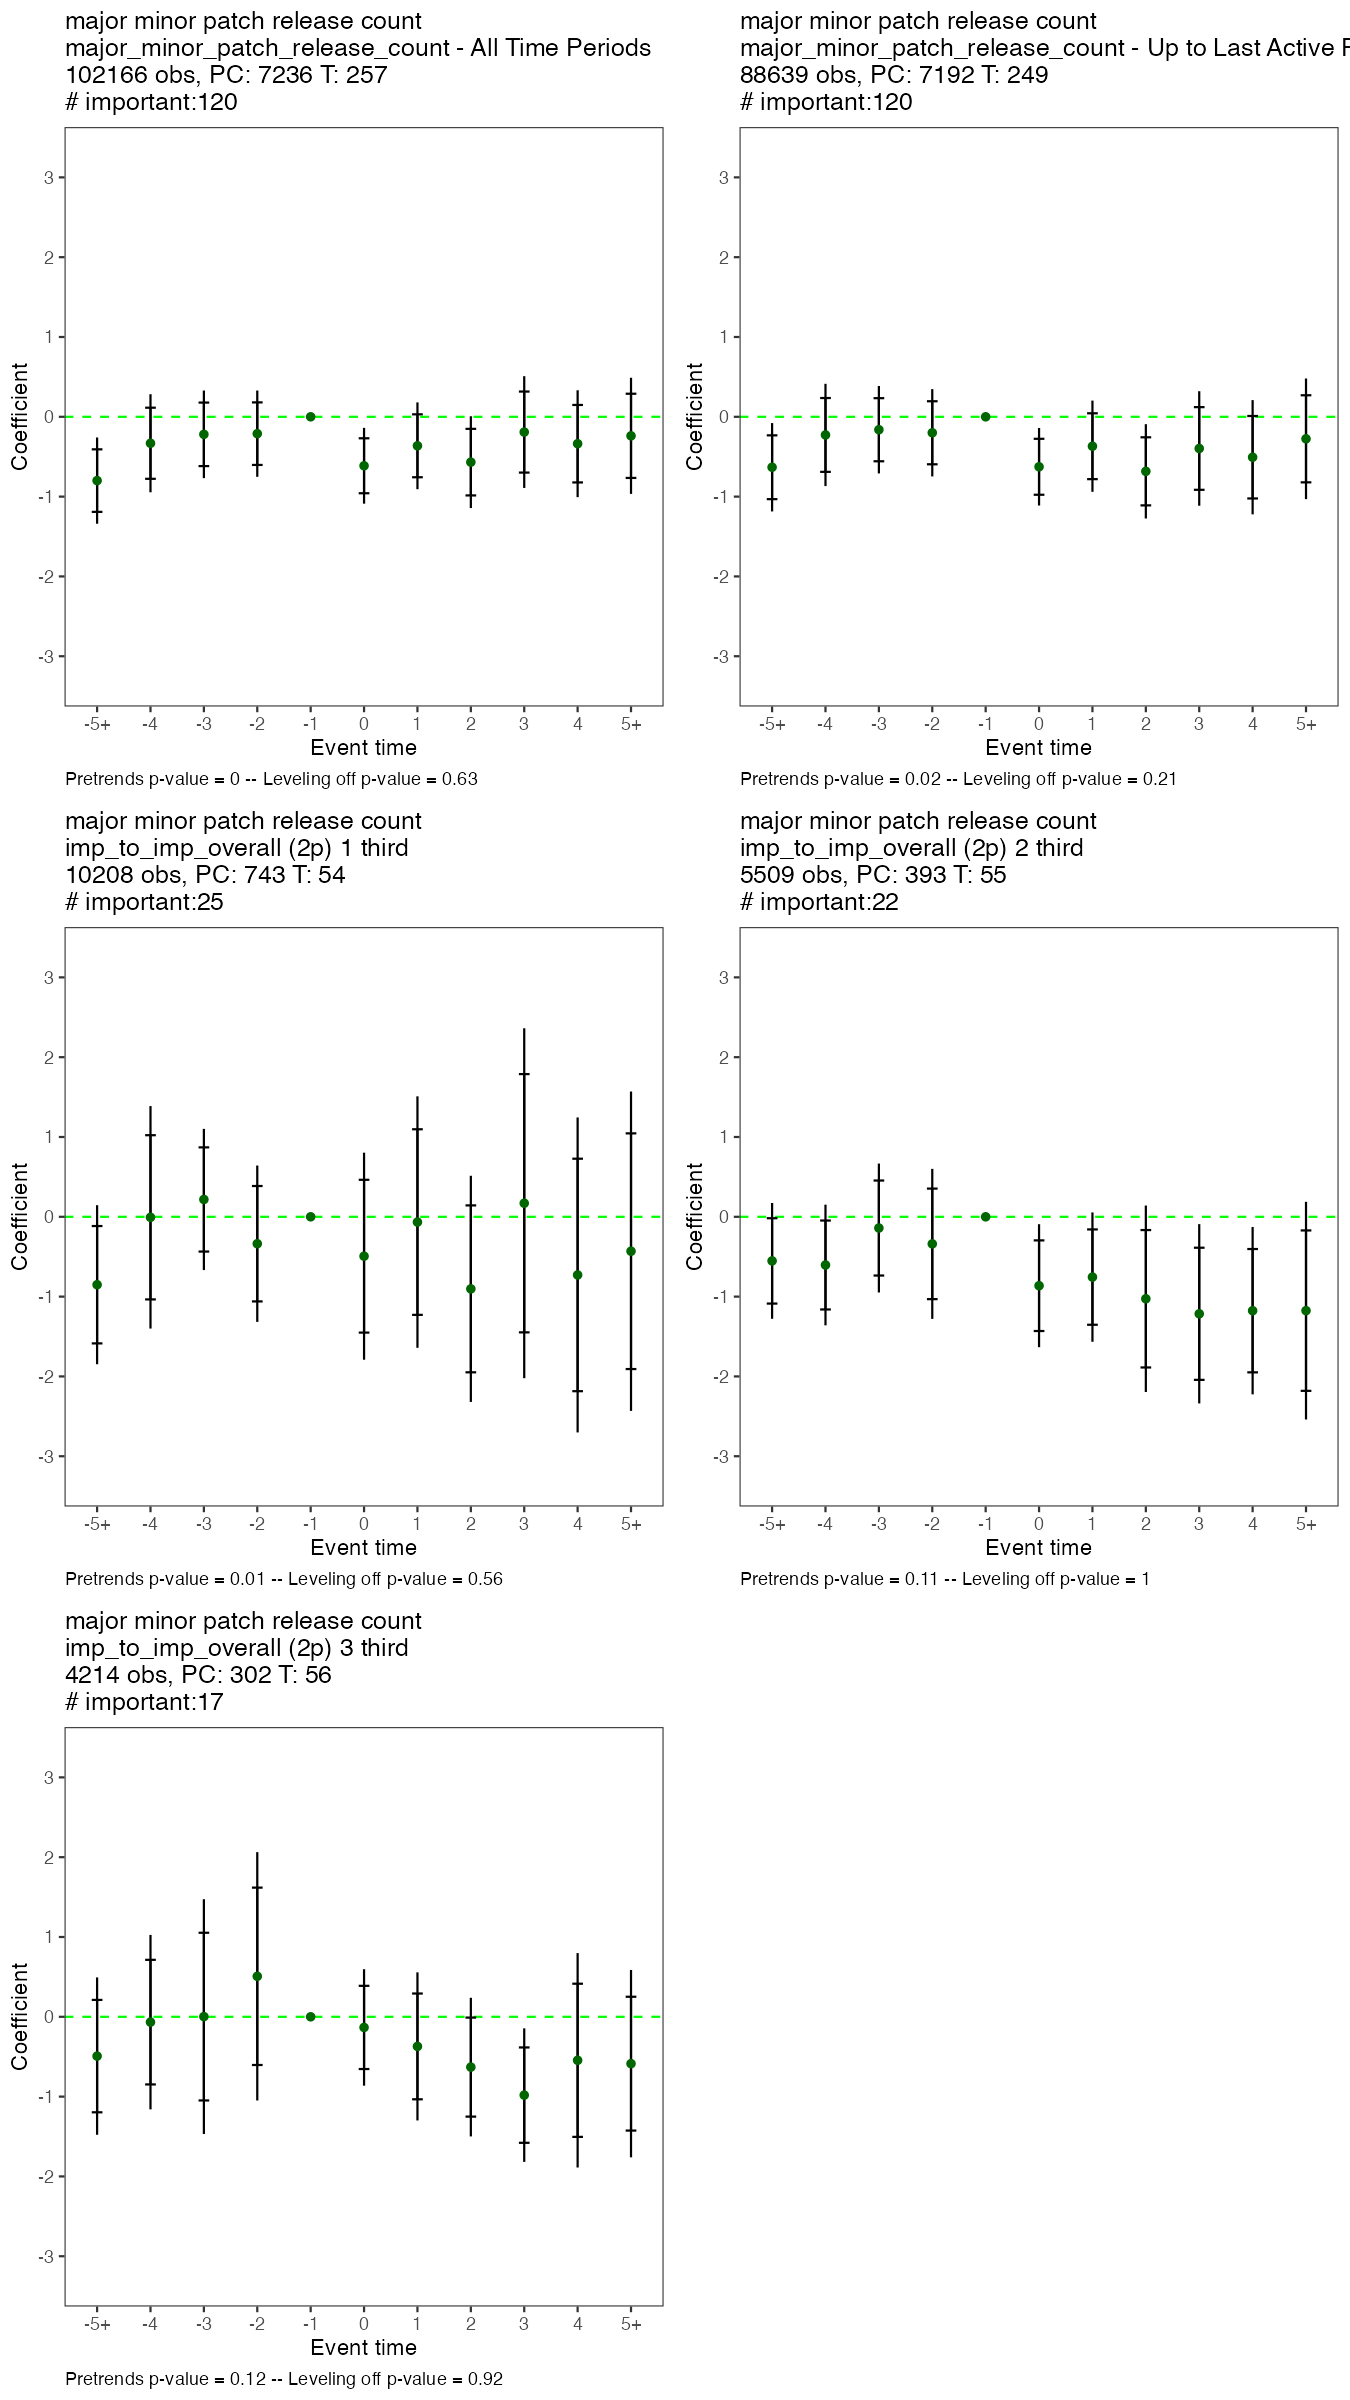 major minor patch release count
major_minor_patch_release_count - All Time Periods
102166 obs, PC: 7236 T: 257
# important:120
3
2
1
0
-1
-2
-3
Coefficient
-5+ -4 -3 -2 -1 0 1 2 3 4 5+
Event time
Pretrends p-value = 0 -- Leveling off p-value = 0.63
major minor patch release count
major_minor_patch_release_count - Up to Last Active
88639 obs, PC: 7192 T: 249
# important:120
3
2
1
0
-1
-2
-3
Coefficient
-5+ -4 -3 -2 -1 0 1 2 3 4 5+
Event time
Pretrends p-value = 0.02 -- Leveling off p-value = 0.21
major minor patch release count
imp_to_imp_overall (2p) 1 third
10208 obs, PC: 743 T: 54
# important:25
3
2
1
0
-1
-2
-3
Coefficient
-5+ -4 -3 -2 -1 0 1 2 3 4 5+
Event time
Pretrends p-value = 0.01 -- Leveling off p-value = 0.56
major minor patch release count
imp_to_imp_overall (2p) 2 third
5509 obs, PC: 393 T: 55
# important:22
3
2
1
0
-1
-2
-3
Coefficient
-5+ -4 -3 -2 -1 0 1 2 3 4 5+
Event time
Pretrends p-value = 0.11 -- Leveling off p-value = 1
major minor patch release count
imp_to_imp_overall (2p) 3 third
4214 obs, PC: 302 T: 56
# important:17
3
2
1
0
-1
-2
-3
Coefficient
-5+ -4 -3 -2 -1 0 1 2 3 4 5+
Event time
Pretrends p-value = 0.12 -- Leveling off p-value = 0.92